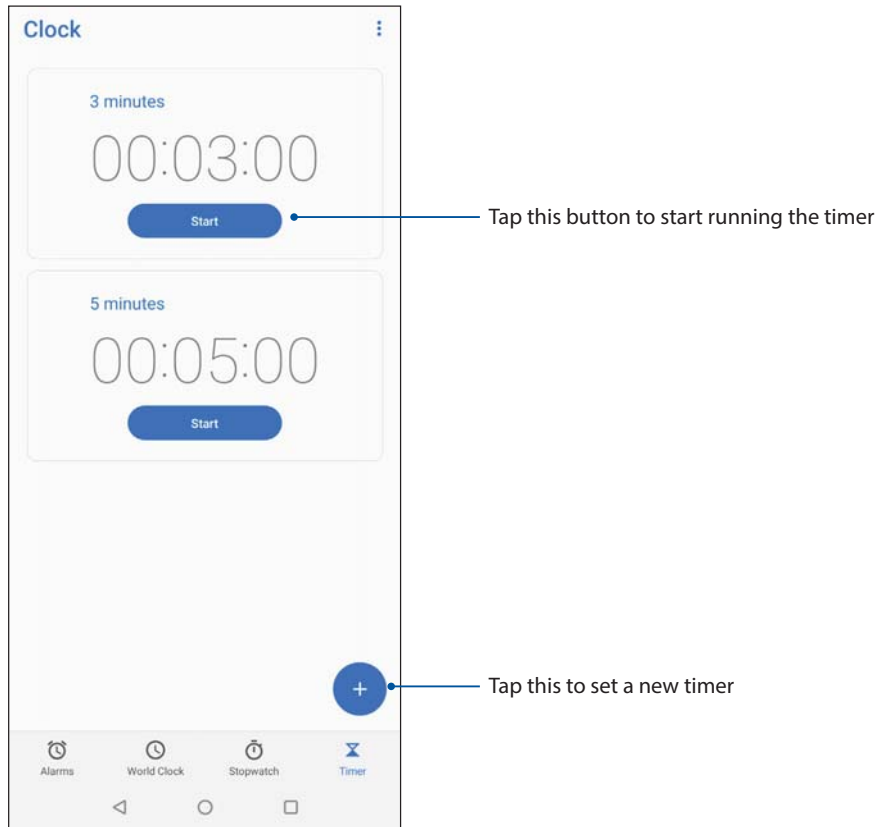 Clock
3 minutes
00:03:00
Start
Tap this button to start running the timer
5 minutes
00:05:00
Start
+
Tap this to set a new timer
Alarms World Clock Stopwatch Timer